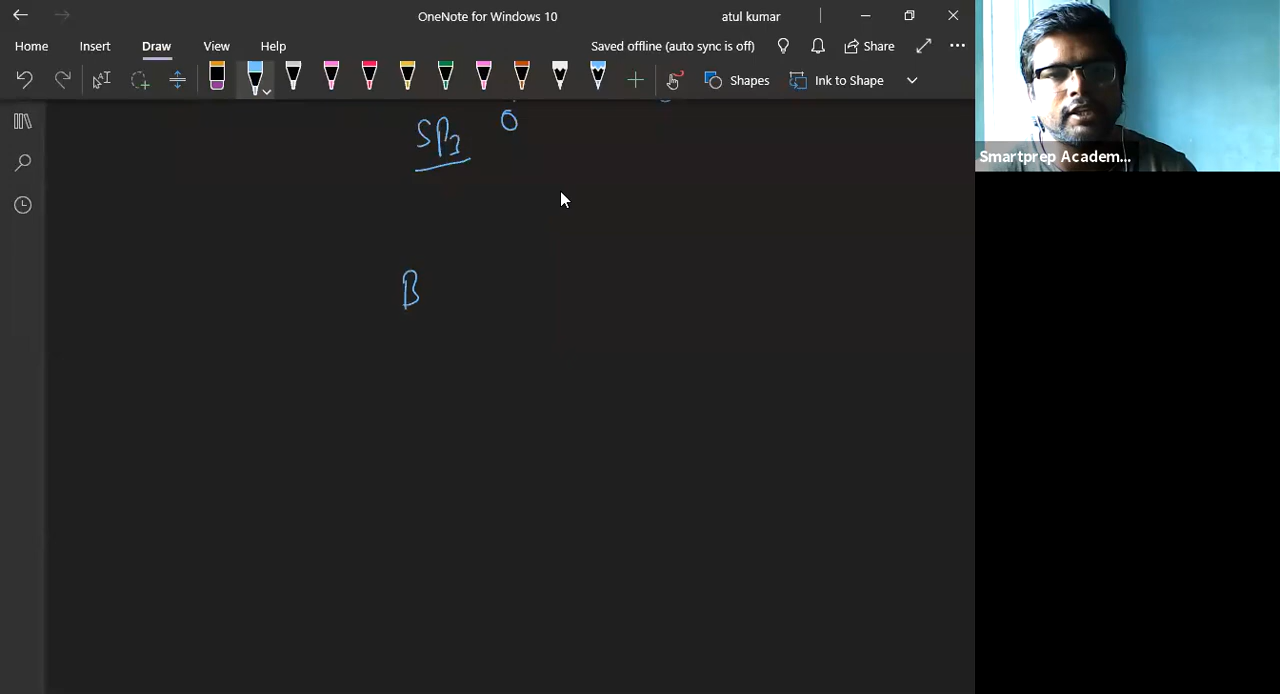 OneNote for Windows 10
atul kumar
Home Insert Draw View Help
Saved offline (auto sync is off)
Share
Shapes
Ink to Shape
Smartprep Academ...
SP3 O
B